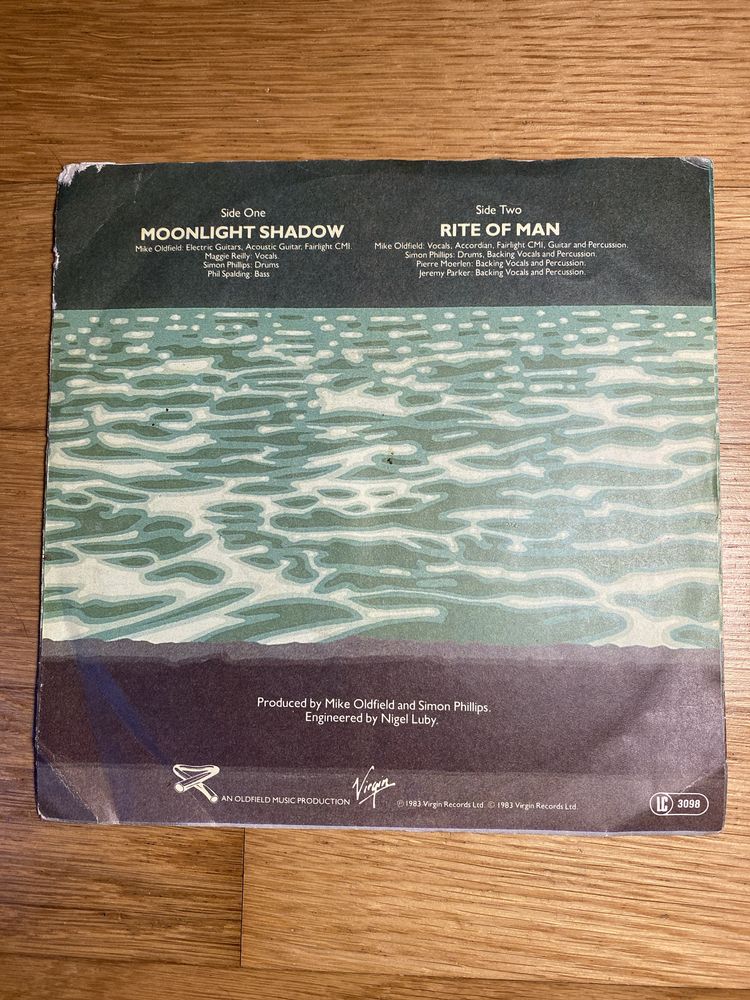 Side One
MOONLIGHT SHADOW
Mike Oldfield: Electric Guitars, Acoustic Guitar, Fairlight CMI.
Maggie Reilly: Vocals.
Simon Phillips: Drums
Phil Spalding: Bass
Side Two
RITE OF MAN
Mike Oldfield: Vocals, Accordian, Fairlight CMI, Guitar and Percussion.
Simon Phillips: Drums, Backing Vocals and Percussion.
Pierre Moerlen: Backing Vocals and Percussion.
Jeremy Parker: Backing Vocals and Percussion.
Produced by Mike Oldfield and Simon Phillips.
Engineered by Nigel Luby.
AN OLDFIELD MUSIC PRODUCTION
Virgin
℗ 1983 Virgin Records Ltd © 1983 Virgin Records Ltd.
LC 3098